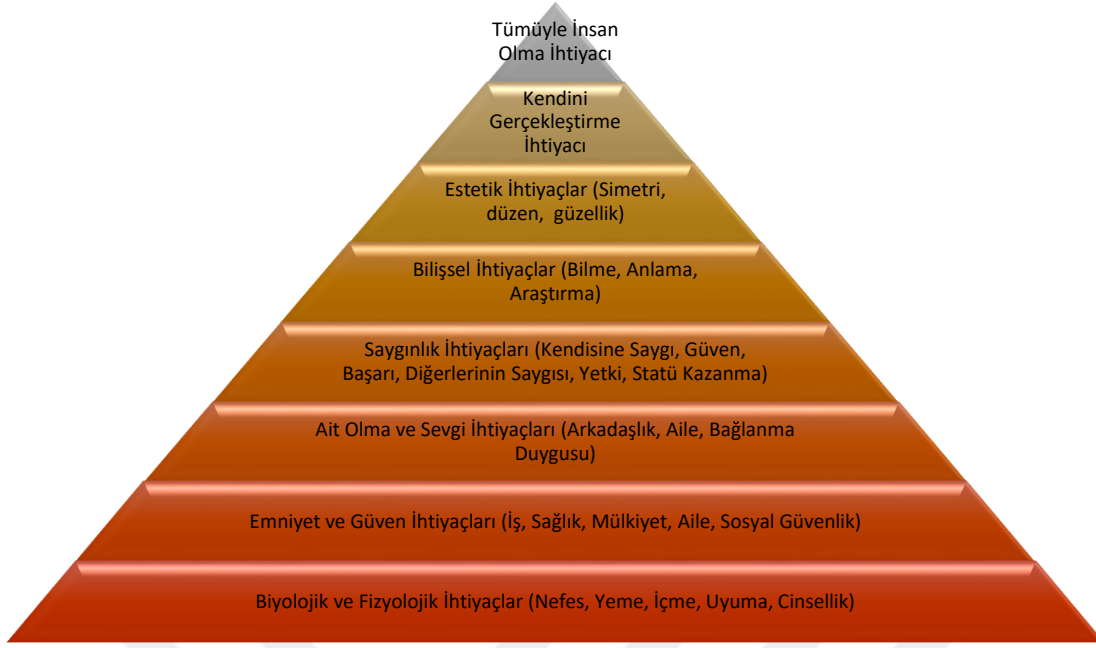 Tümüyle İnsan
Olma İhtiyacı
Kendini
Gerçekleştirme
İhtiyacı
Estetik İhtiyaçlar (Simetri,
düzen, güzellik)
Bilişsel İhtiyaçlar (Bilme, Anlama,
Araştırma)
Saygınlık İhtiyaçları (Kendisine Saygı, Güven,
Başarı, Diğerlerinin Saygısı, Yetki, Statü Kazanma)
Ait Olma ve Sevgi İhtiyaçları (Arkadaşlık, Aile, Bağlanma
Duygusu)
Emniyet ve Güven İhtiyaçları (İş, Sağlık, Mülkiyet, Aile, Sosyal Güvenlik)
Biyolojik ve Fizyolojik İhtiyaçlar (Nefes, Yeme, İçme, Uyuma, Cinsellik)